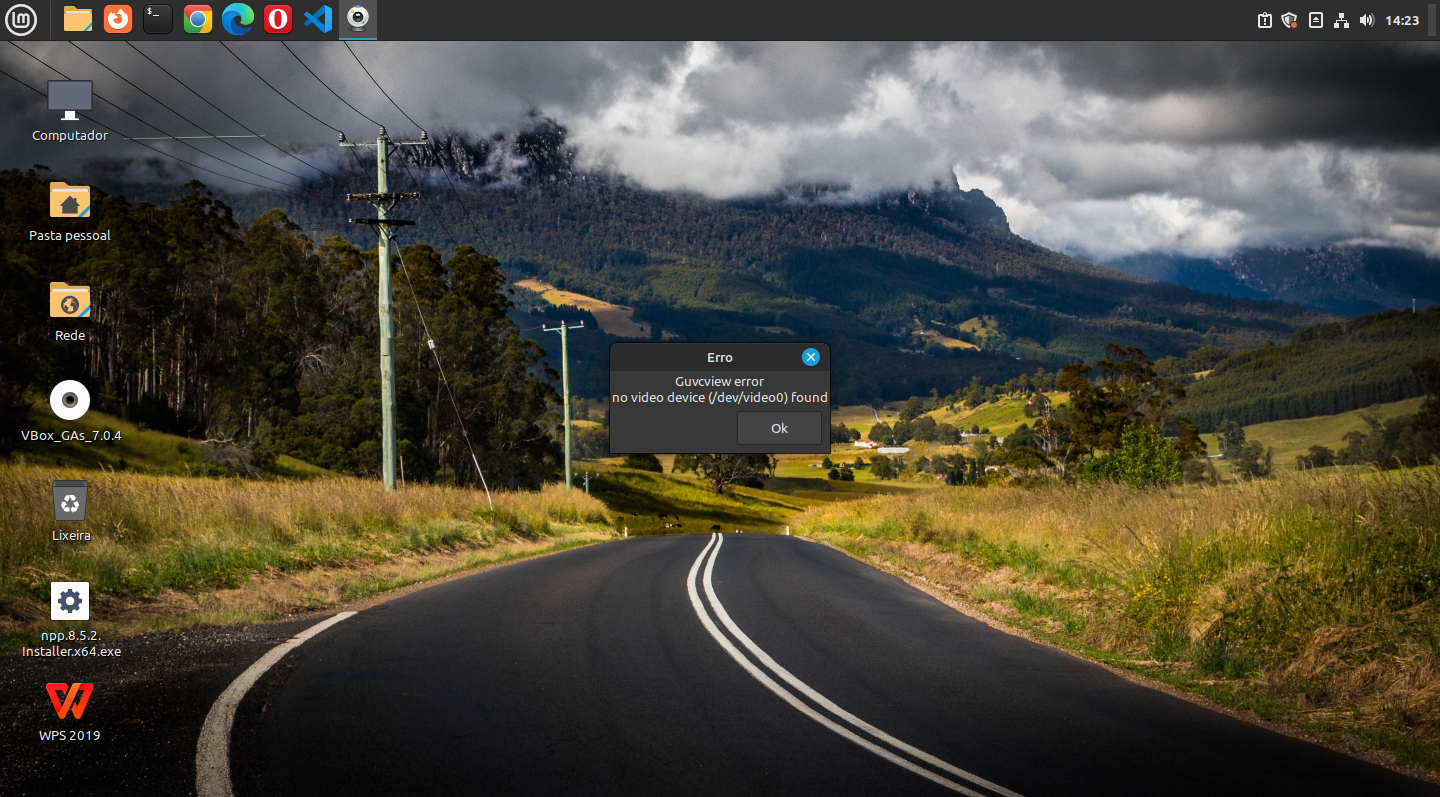 14:23
Computador
Pasta pessoal
Rede
VBox_GAs_7.0.4
Lixeira
npp.8.5.2.
Installer.x64.exe
WPS 2019
Erro
Guvcview error
no video device (/dev/video0) found
Ok